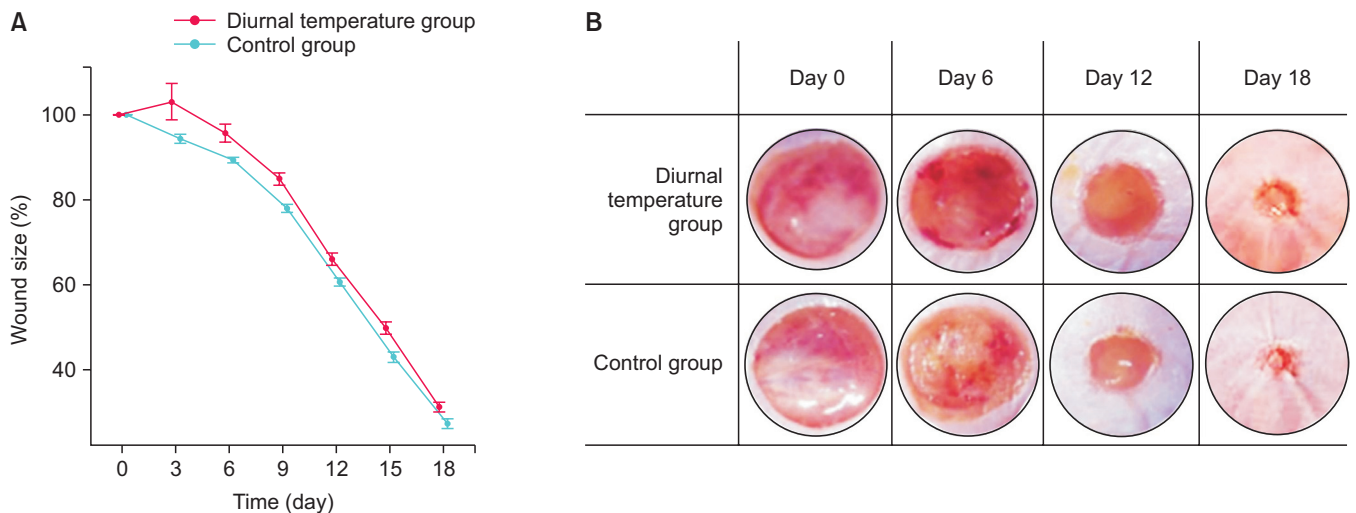 A
Diurnal temperature group
Control group
100
80
60
40
Wound size (%)
0 3 6 9 12 15 18
Time (day)
B
Day 0 Day 6 Day 12 Day 18
Diurnal
temperature
group
Control group